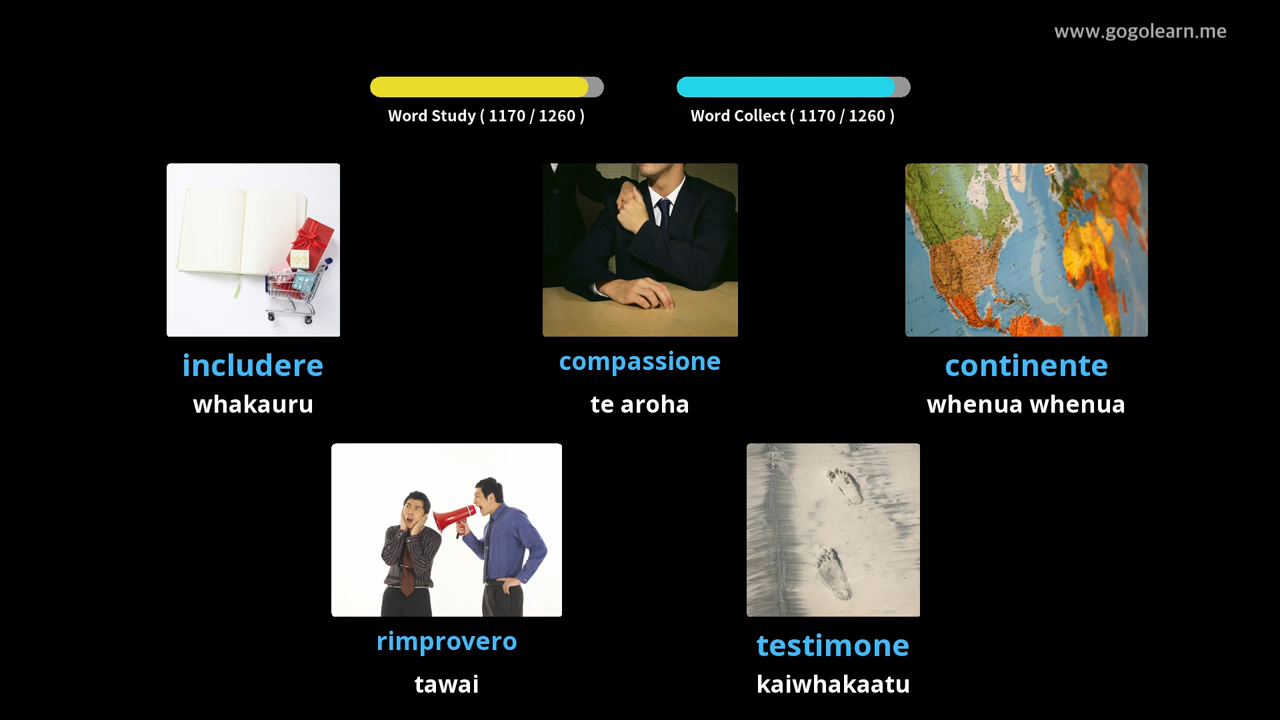 www.gogolearn.me
Word Study ( 1170 / 1260 )
Word Collect ( 1170 / 1260 )
includere
whakauru
compassione
te aroha
continente
whenua whenua
rimprovero
tawai
testimone
kaiwhakaatu